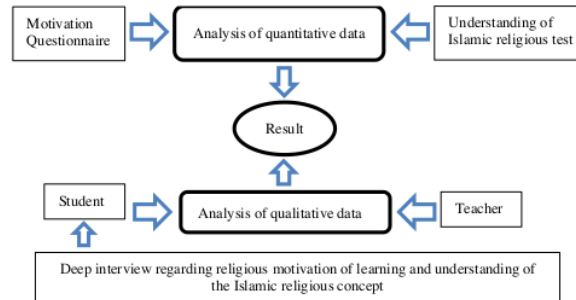 Motivation
Questionnaire
Analysis of quantitative data
Understanding of
Islamic religious test
Result
Student
Analysis of qualitative data
Teacher
Deep interview regarding religious motivation of learning and understanding of
the Islamic religious concept